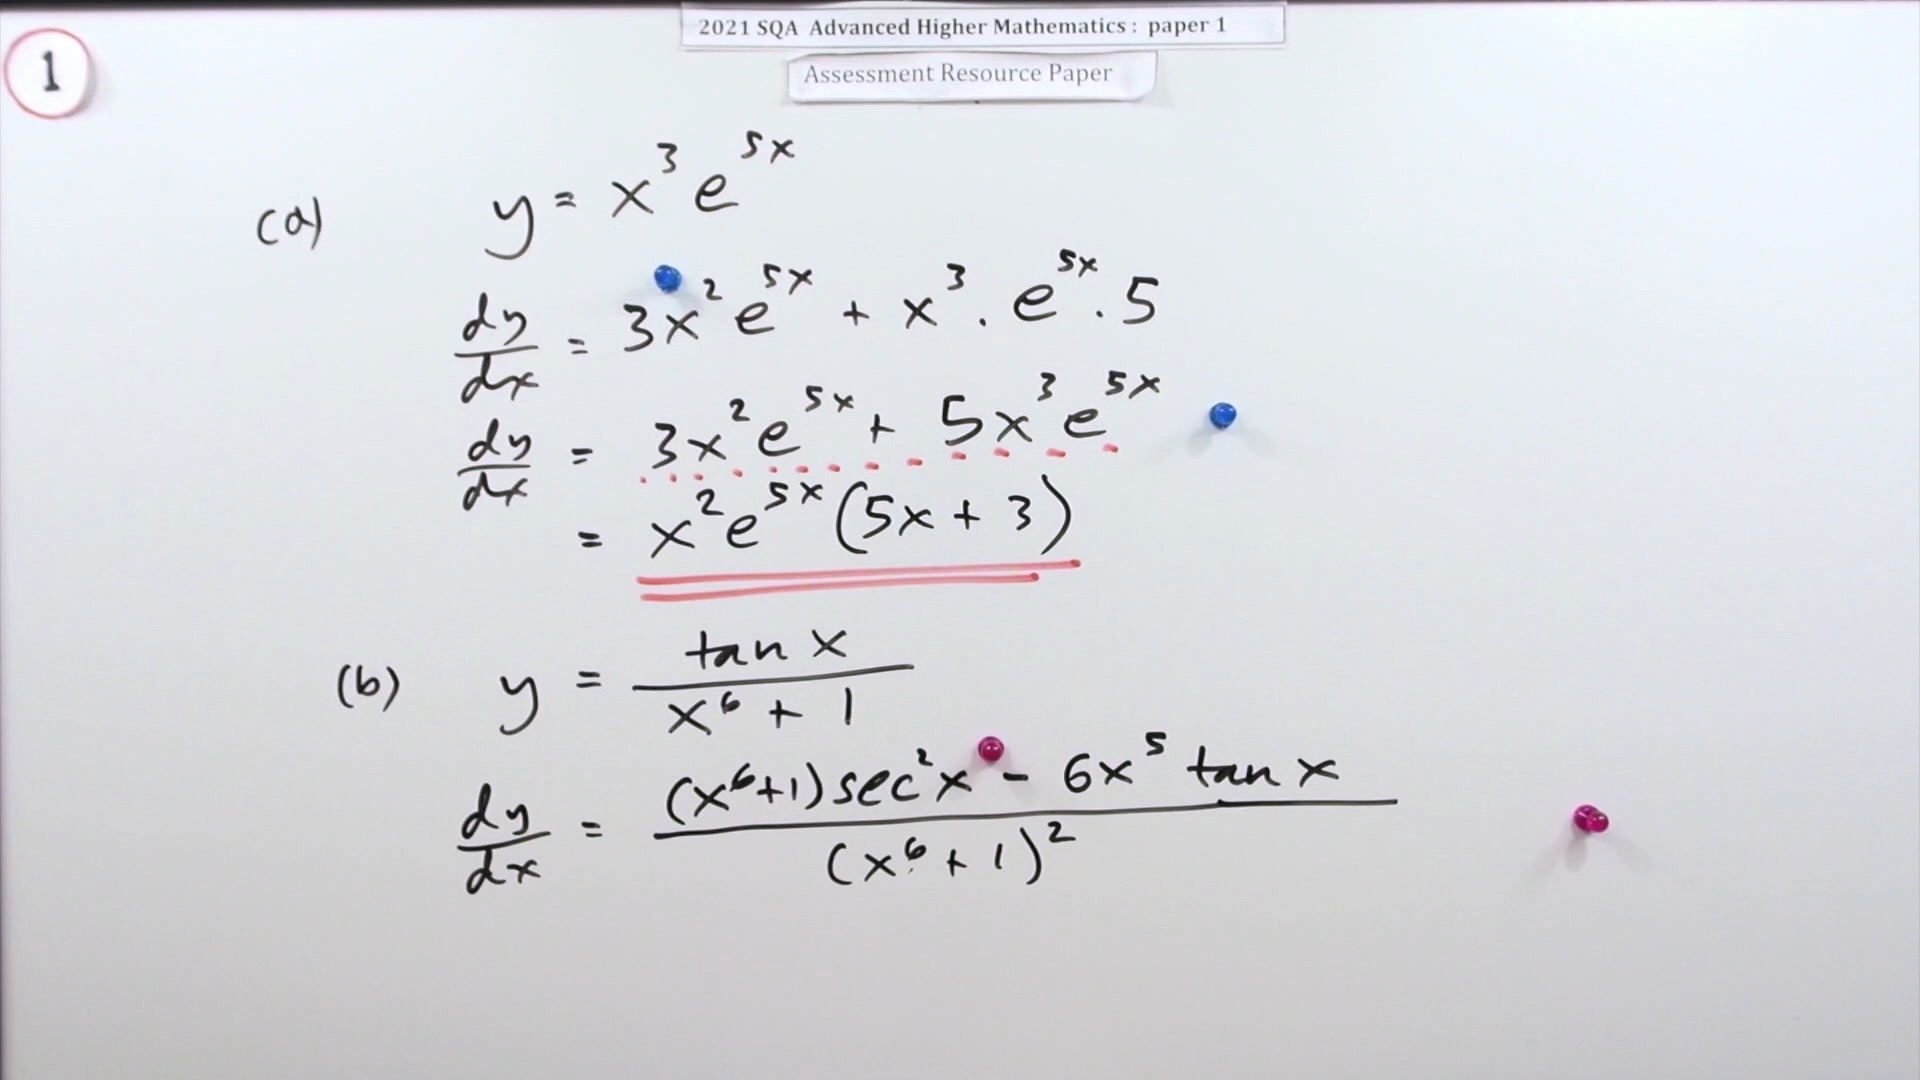 2021 SQA Advanced Higher Mathematics : paper 1
Assessment Resource Paper
1
(a) y = x³e⁵ˣ
dy/dx = 3x²e⁵ˣ + x³ . e⁵ˣ . 5
dy/dx = 3x²e⁵ˣ + 5x³e⁵ˣ
= x²e⁵ˣ(5x + 3)
(b) y = tan x / x⁶ + 1
dy/dx = (x⁶+1) sec²x - 6x⁵ tan x / (x⁶ + 1)²